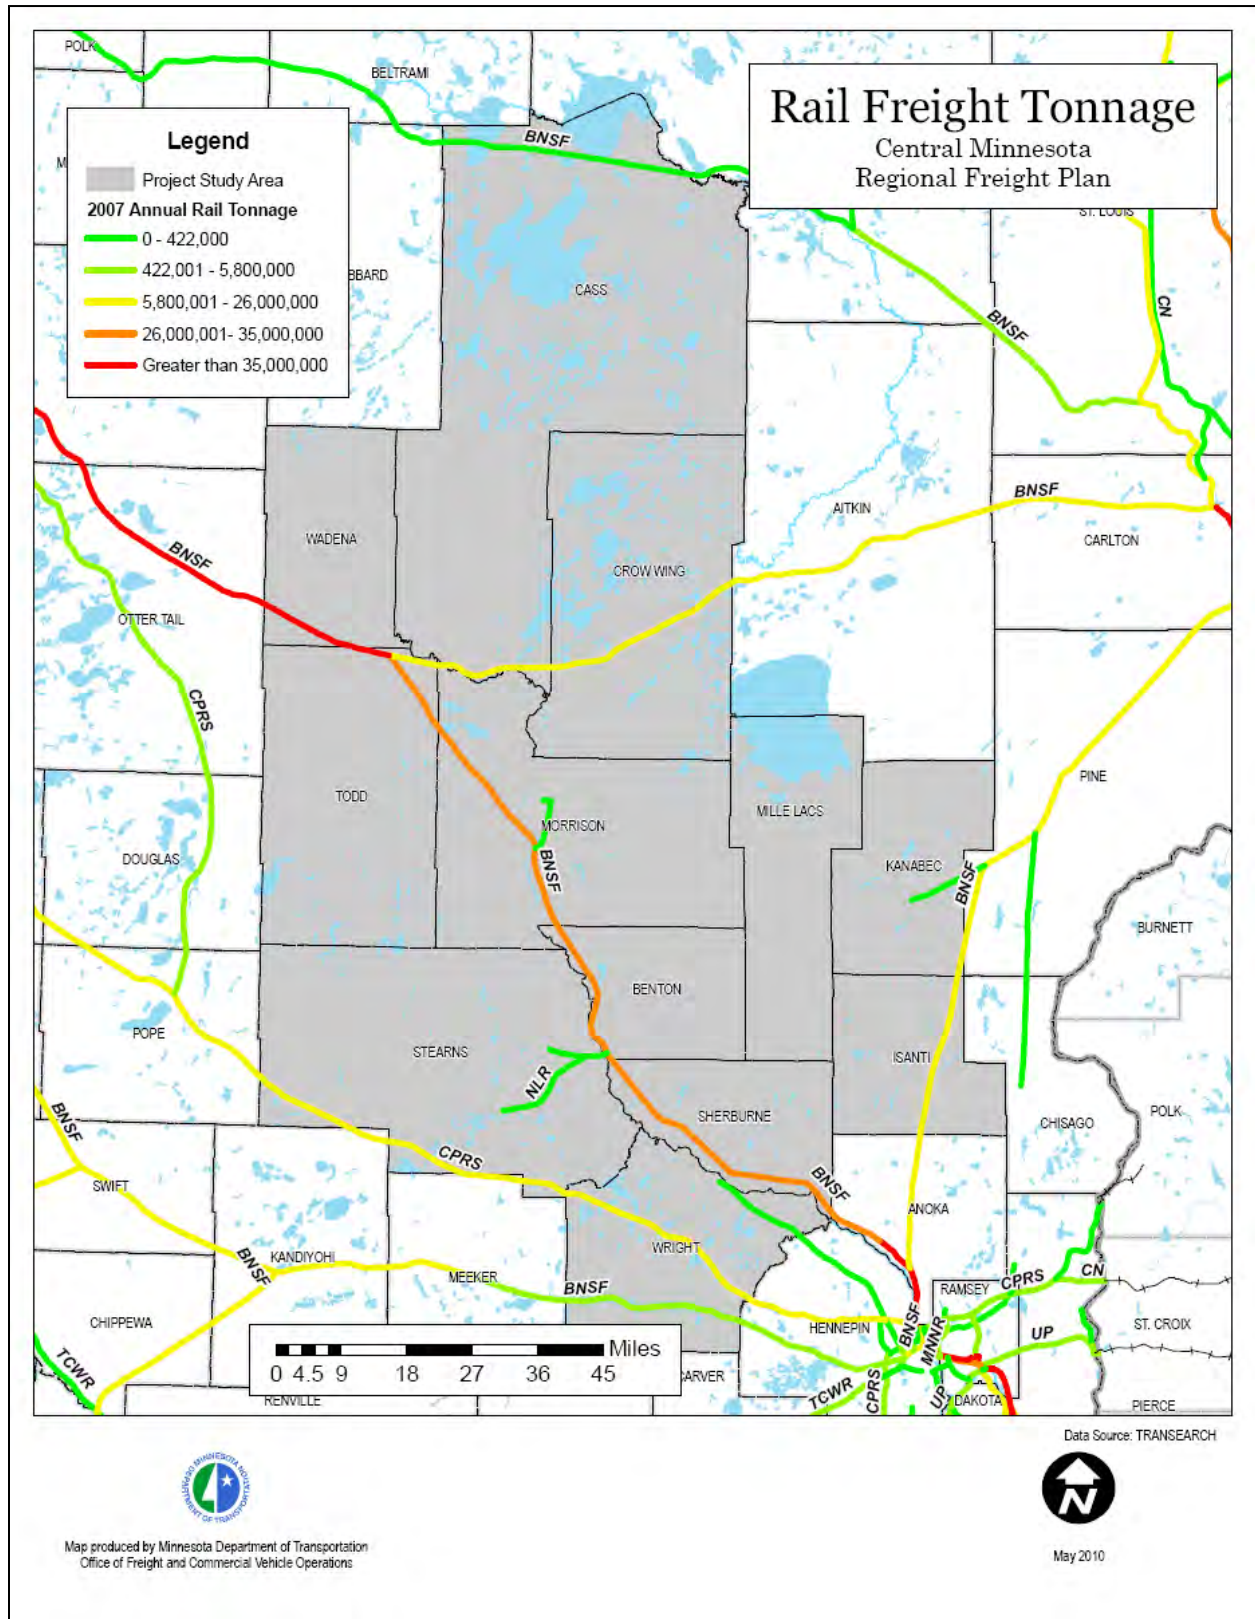 POLK
BELTRAMI
Rail Freight Tonnage
Central Minnesota
Regional Freight Plan
Legend
Project Study Area
2007 Annual Rail Tonnage
0 - 422,000
422,001 - 5,800,000
5,800,001 - 26,000,000
26,000,001- 35,000,000
Greater than 35,000,000
M
BBARD
BNSF
ST. LOUIS
CASS
CN
BNSF
BNSF
AITKIN
CARLTON
WADENA
BNSF
CROW WING
OTTER TAIL
CPRS
PINE
TODD
MILLE LACS
MORRISON
DOUGLAS
BNSF
KANABEC
BNSF
BURNETT
BENTON
POPE
STEARNS
ISANTI
NLR
SHERBURNE
CHISAGO
POLK
BNSF
CPRS
SWIFT
BNSF
ANOKA
WRIGHT
KANDIYOHI
BNSF
MEEKER
BNSF
CPRS
CN
RAMSEY
CHIPPEWA
HENNEPIN
BNSF
MNNR
UP
ST. CROIX
TCWR
Miles
0 4.5 9 18 27 36 45
CARVER
TCWR
CPRS
UP
DAKOTA
RENVILLE
PIERCE
Data Source: TRANSEARCH
MINNESOTA
DEPARTMENT OF TRANSPORTATION
N
Map produced by Minnesota Department of Transportation
Office of Freight and Commercial Vehicle Operations
May 2010